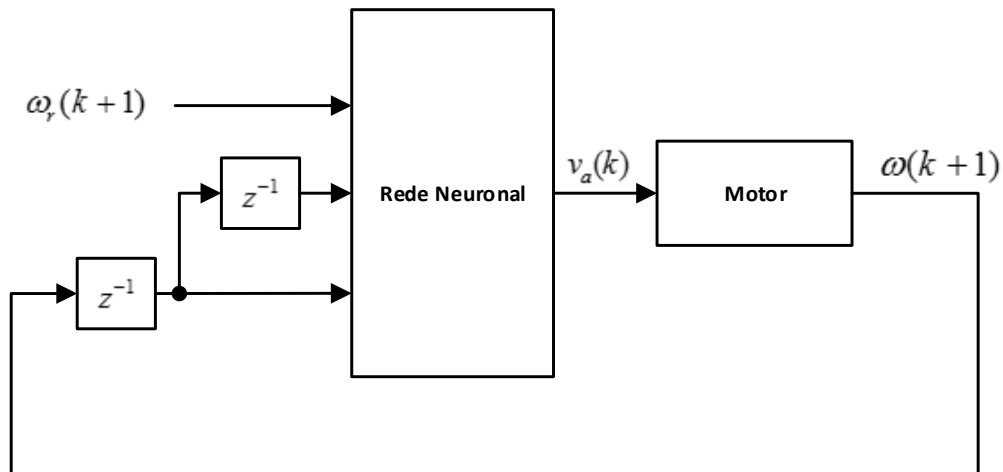 ω_r(k+1)
z⁻¹
z⁻¹
Rede Neuronal
v_a(k)
Motor
ω(k+1)